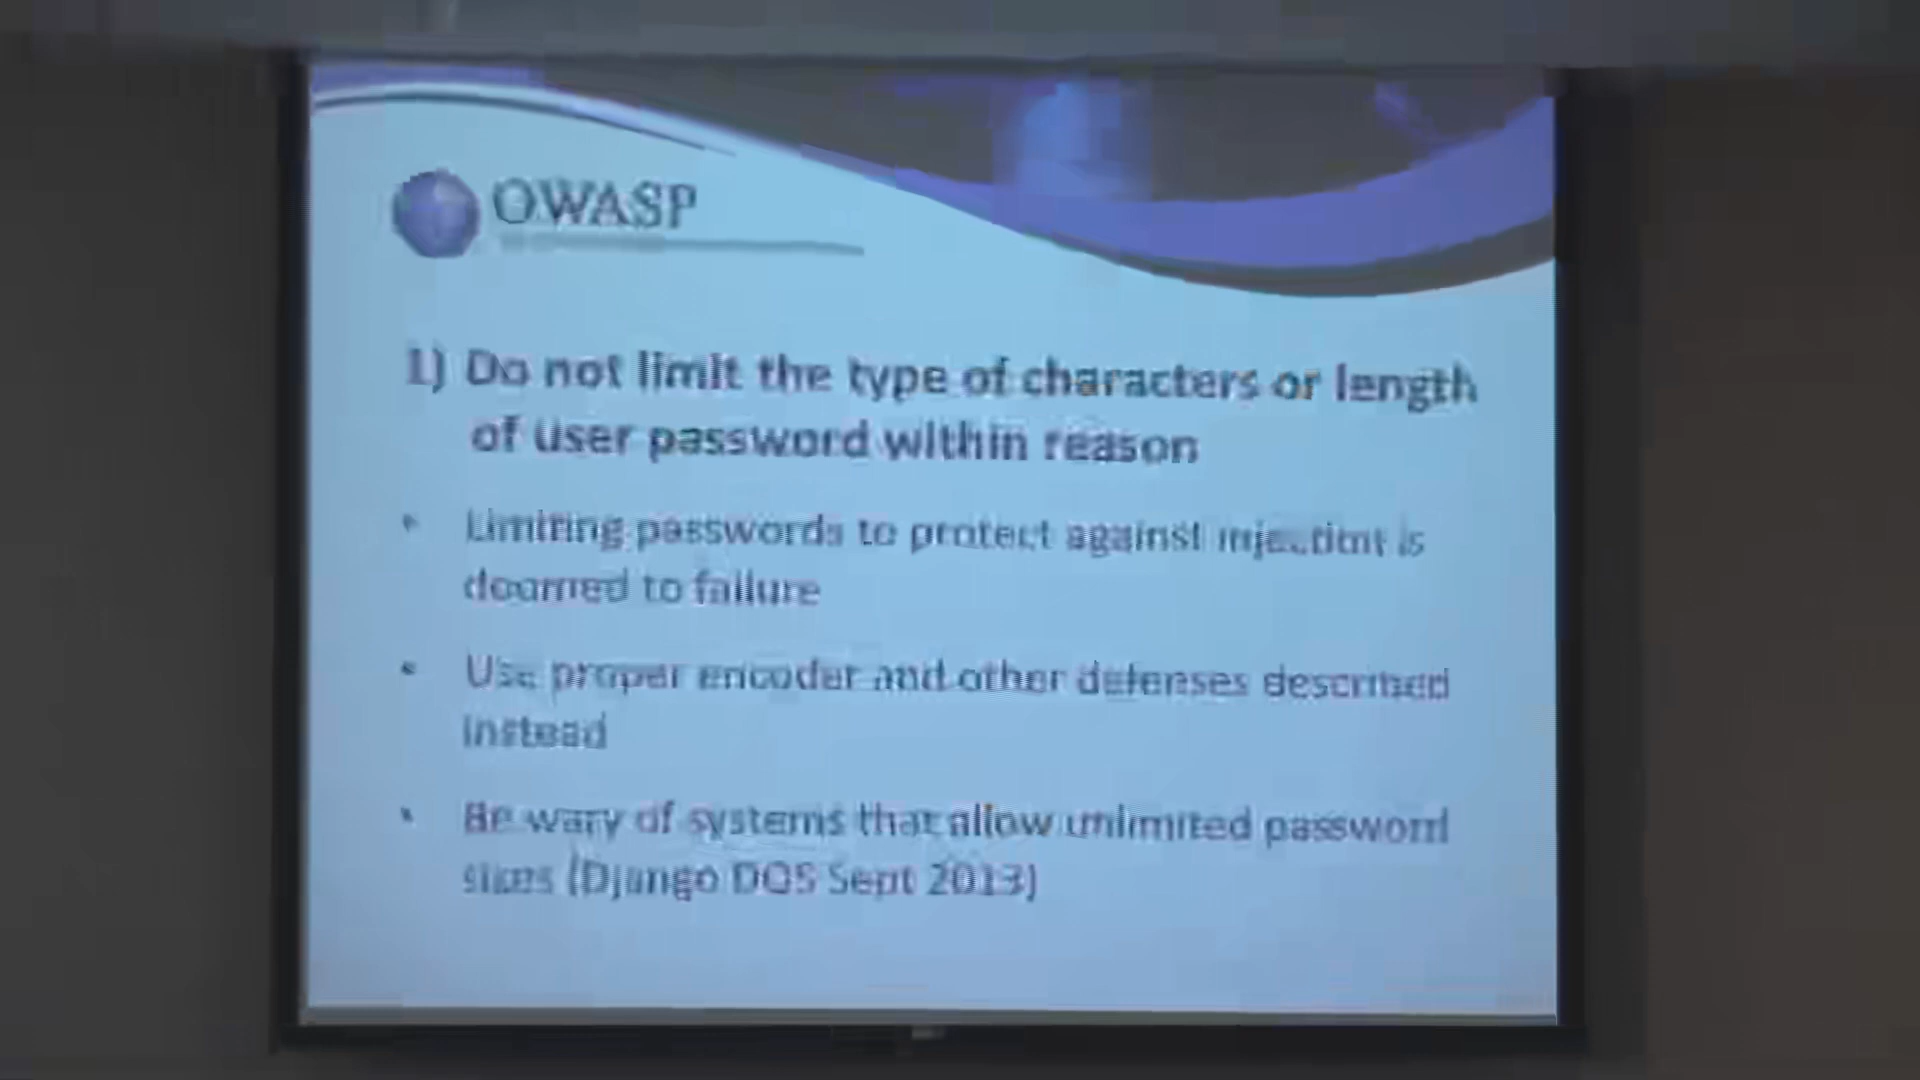 OWASP
1) Do not limit the type of characters or length
of user password within reason
Limiting passwords to protect against injection is
doomed to failure
Use proper encoder and other defenses described
instead
Be wary of systems that allow unlimited password
sizes (Django DOS Sept 2013)